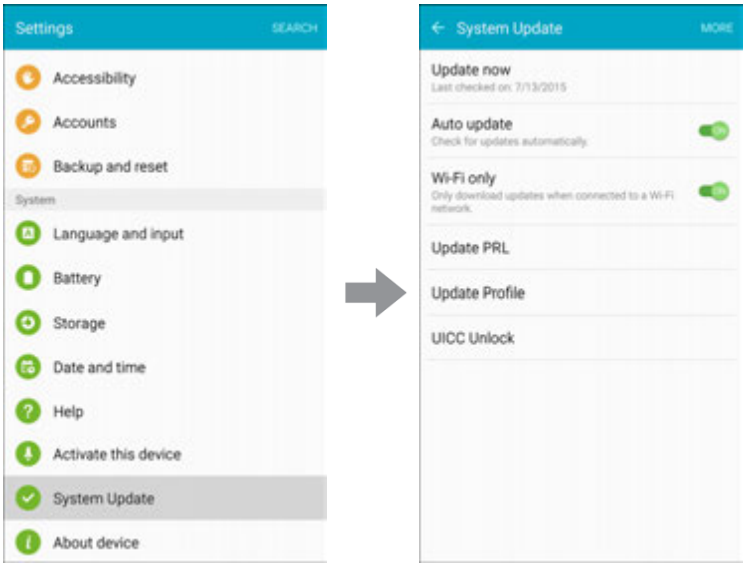 Settings
SEARCH
Accessibility
Accounts
Backup and reset
System
Language and input
Battery
Storage
Date and time
Help
Activate this device
System Update
About device
System Update
MORE
Update now
Last checked on: 7/13/2015
Auto update
Check for updates automatically.
ON
Wi-Fi only
Only download updates when connected to a Wi-Fi
network.
ON
Update PRL
Update Profile
UICC Unlock